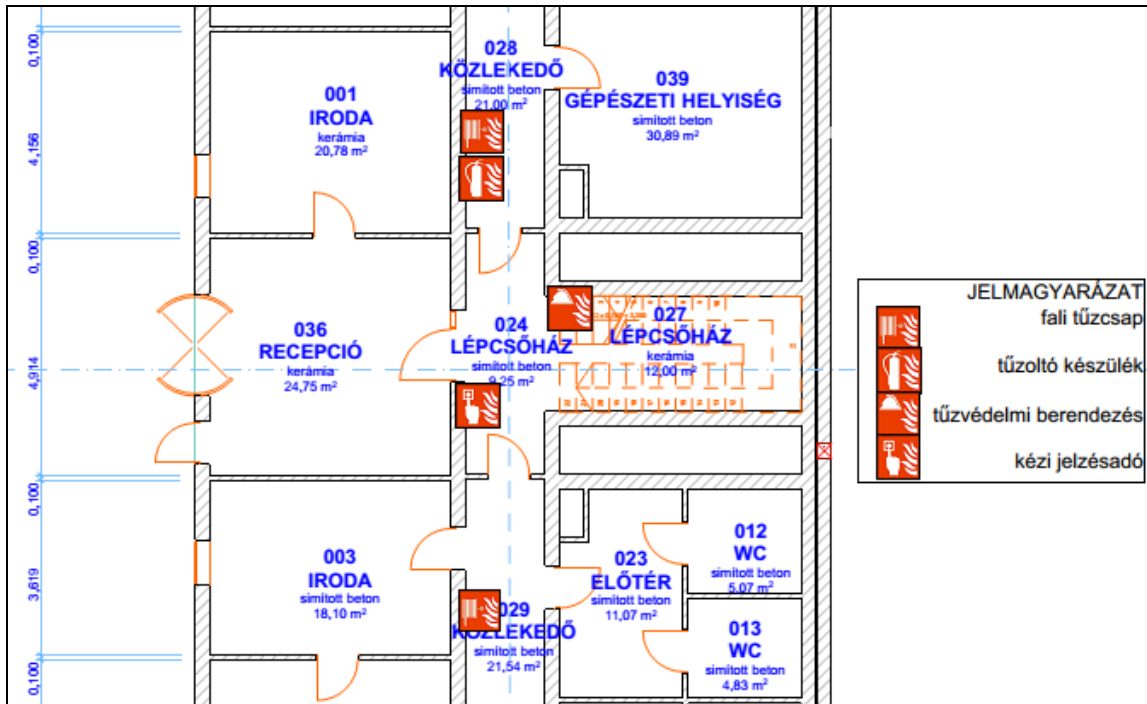 0,100
4,156
0,100
4,914
0,100
3,619
0,100
001
IRODA
kerámia
20,78 m²
028
KÖZLEKEDŐ
simított beton
21,00 m²
039
GÉPÉSZETI HELYISÉG
simított beton
30,89 m²
036
RECEPCIÓ
kerámia
24,75 m²
024
LÉPCSŐHÁZ
simított beton
9,25 m²
027
LÉPCSŐHÁZ
kerámia
12,00 m²
003
IRODA
simított beton
18,10 m²
029
KÖZLEKEDŐ
simított beton
21,54 m²
023
ELŐTÉR
simított beton
11,07 m²
012
WC
simított beton
5,07 m²
013
WC
simított beton
4,83 m²
JELMAGYARÁZAT
fali tűzcsap
tűzoltó készülék
tűzvédelmi berendezés
kézi jelzésadó